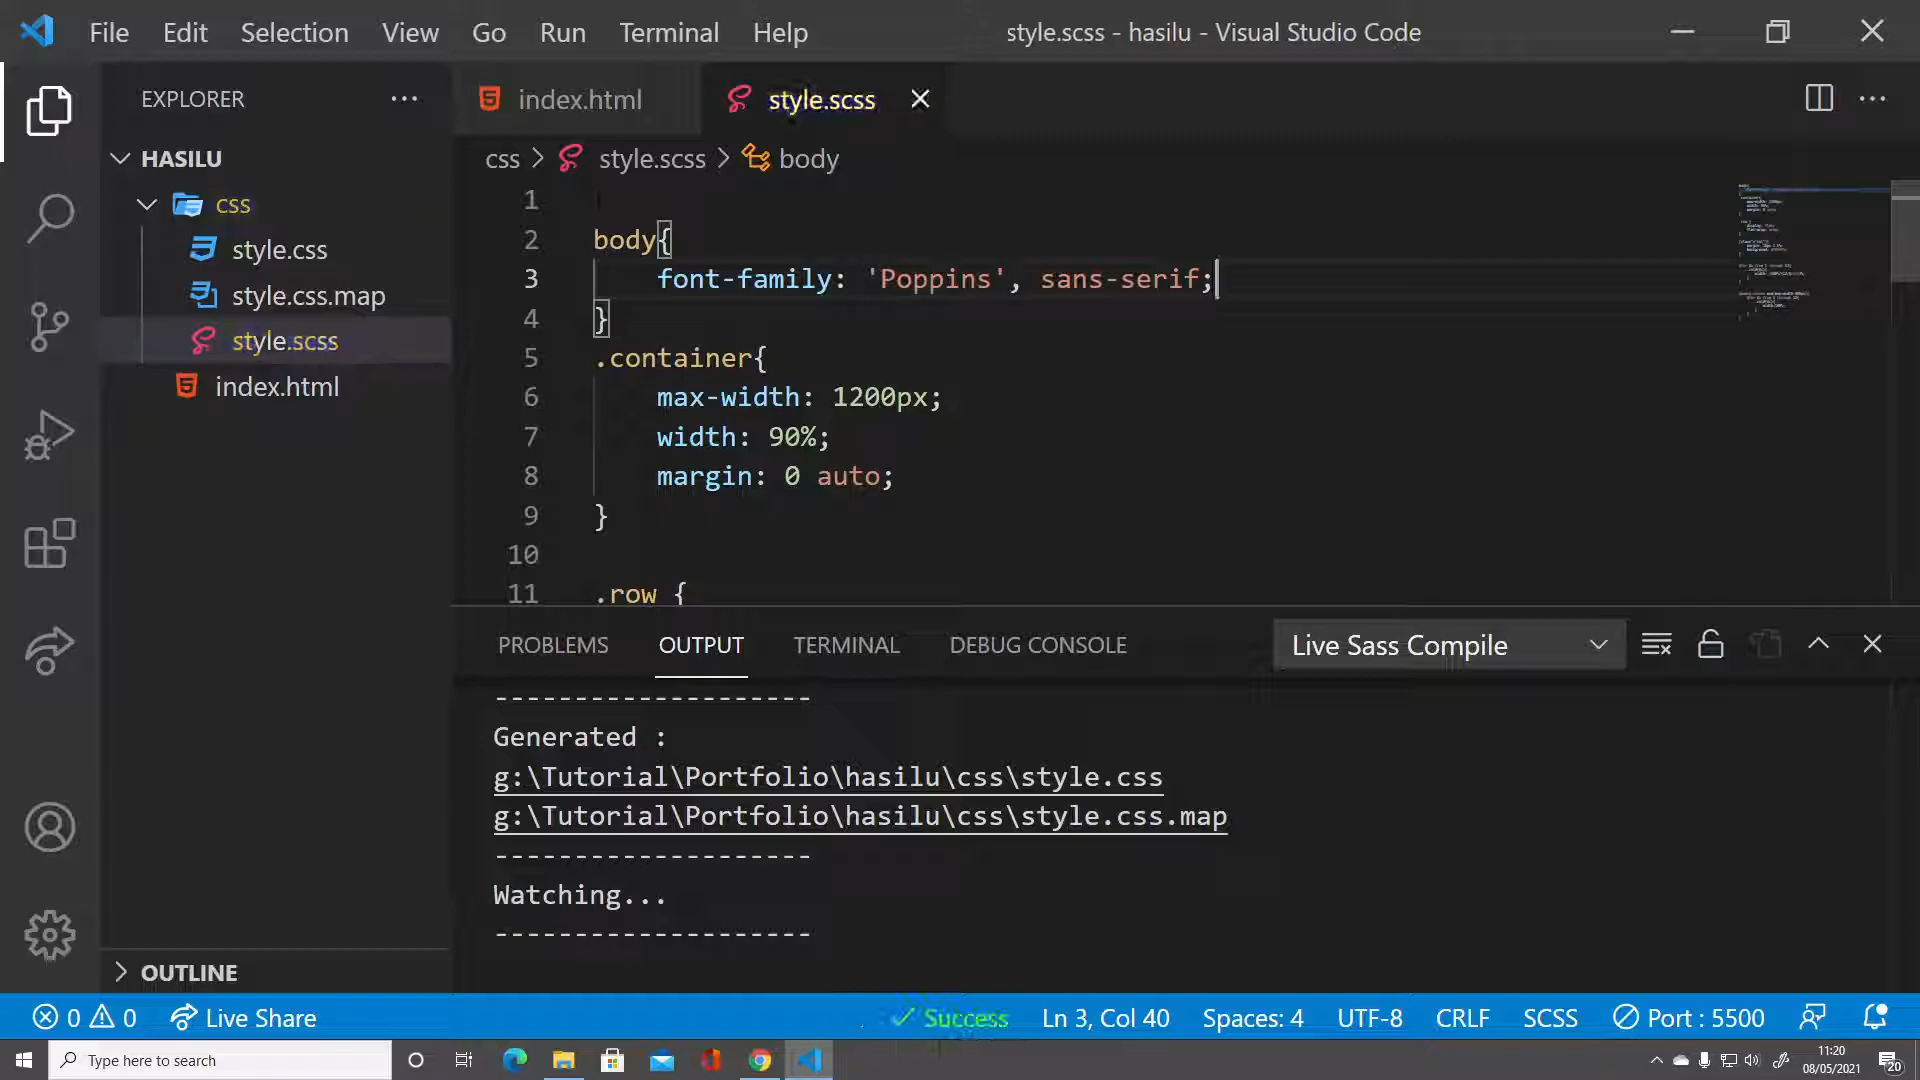 File Edit Selection View Go Run Terminal Help style.scss - hasilu - Visual Studio Code
EXPLORER
HASILU
css
style.css
style.css.map
style.scss
index.html
OUTLINE
index.html style.scss
css > style.scss > body
1
2 body{
3 font-family: 'Poppins', sans-serif;
4 }
5 .container{
6 max-width: 1200px;
7 width: 90%;
8 margin: 0 auto;
9 }
10
11 .row {
PROBLEMS OUTPUT TERMINAL DEBUG CONSOLE Live Sass Compile
--------------------
Generated :
g:\Tutorial\Portfolio\hasilu\css\style.css
g:\Tutorial\Portfolio\hasilu\css\style.css.map
--------------------
Watching...
--------------------
0 0 Live Share Success Ln 3, Col 40 Spaces: 4 UTF-8 CRLF SCSS Port : 5500
Type here to search
11:20
08/05/2021
20